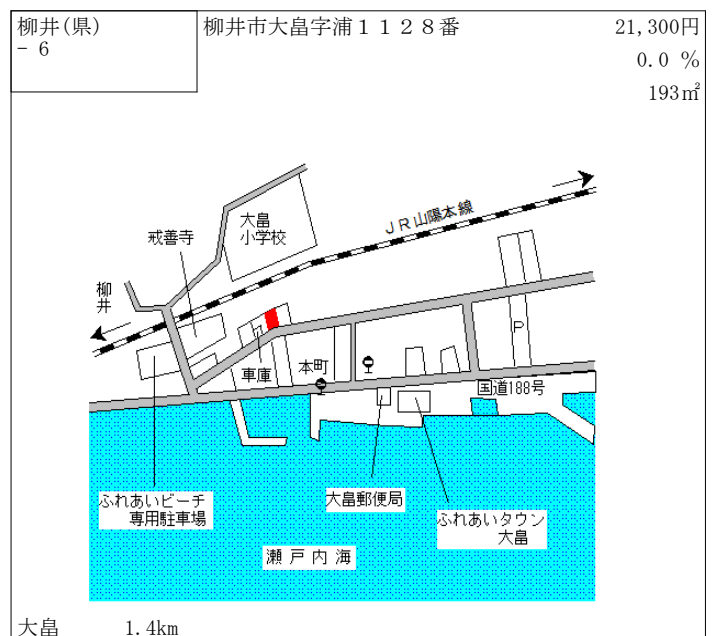 柳井(県)
- 6
柳井市大畠字浦１１２８番
21,300円
0.0 %
193㎡
ＪＲ山陽本線
大畠
小学校
戒善寺
柳井
車庫
本町
P
国道188号
ふれあいビーチ
専用駐車場
大畠郵便局
ふれあいタウン
大畠
瀬戸内海
大畠 1.4km